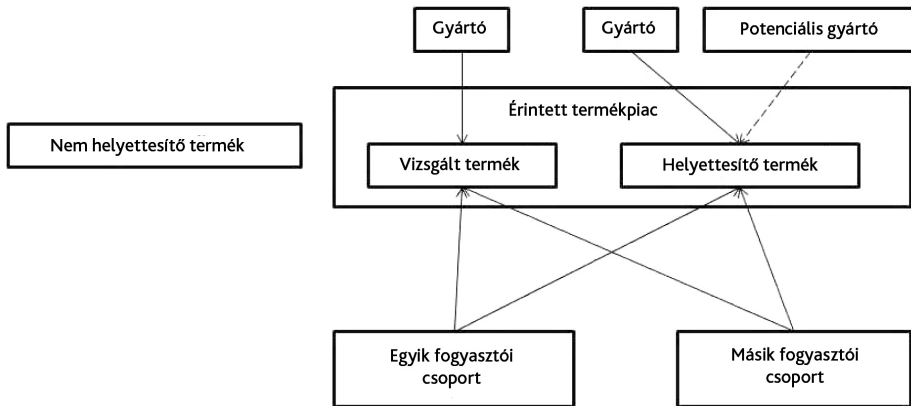 Gyártó
Gyártó
Potenciális gyártó
Érintett termékpiac
Nem helyettesítő termék
Vizsgált termék
Helyettesítő termék
Egyik fogyasztói
csoport
Másik fogyasztói
csoport